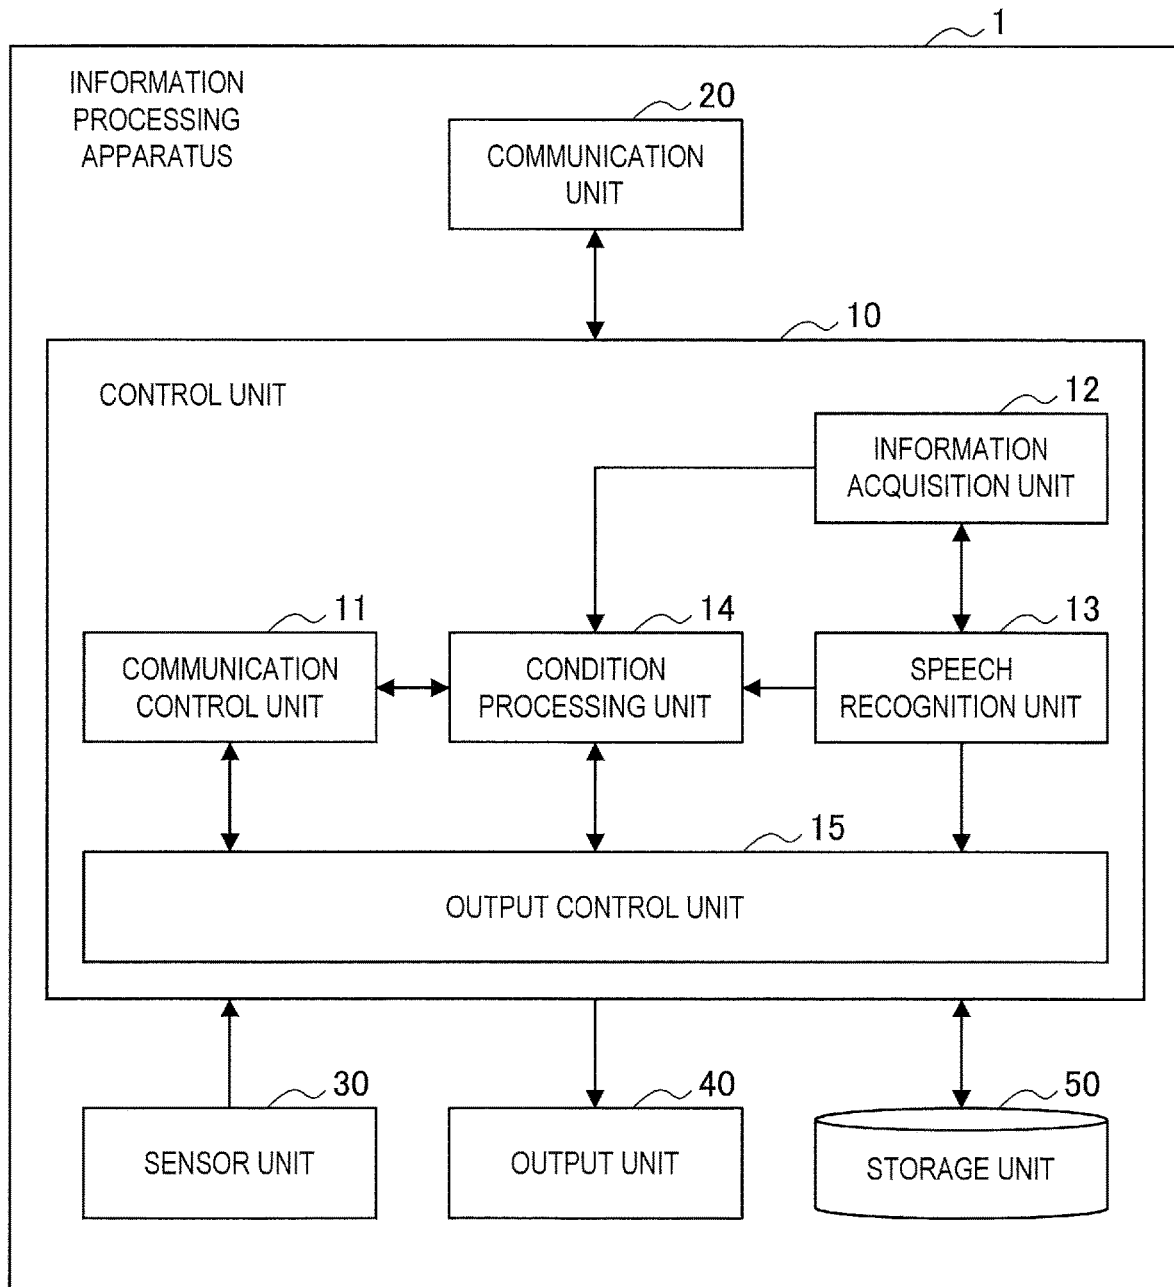 1
INFORMATION
PROCESSING
APPARATUS
20
COMMUNICATION
UNIT
10
CONTROL UNIT
12
INFORMATION
ACQUISITION UNIT
11
COMMUNICATION
CONTROL UNIT
14
CONDITION
PROCESSING UNIT
13
SPEECH
RECOGNITION UNIT
15
OUTPUT CONTROL UNIT
30
SENSOR UNIT
40
OUTPUT UNIT
50
STORAGE UNIT